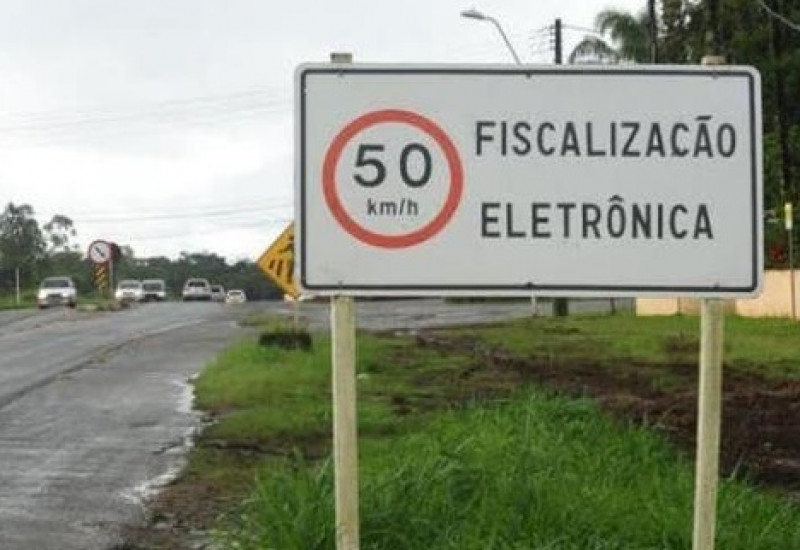 50
km/h
FISCALIZAÇÃO
ELETRÔNICA